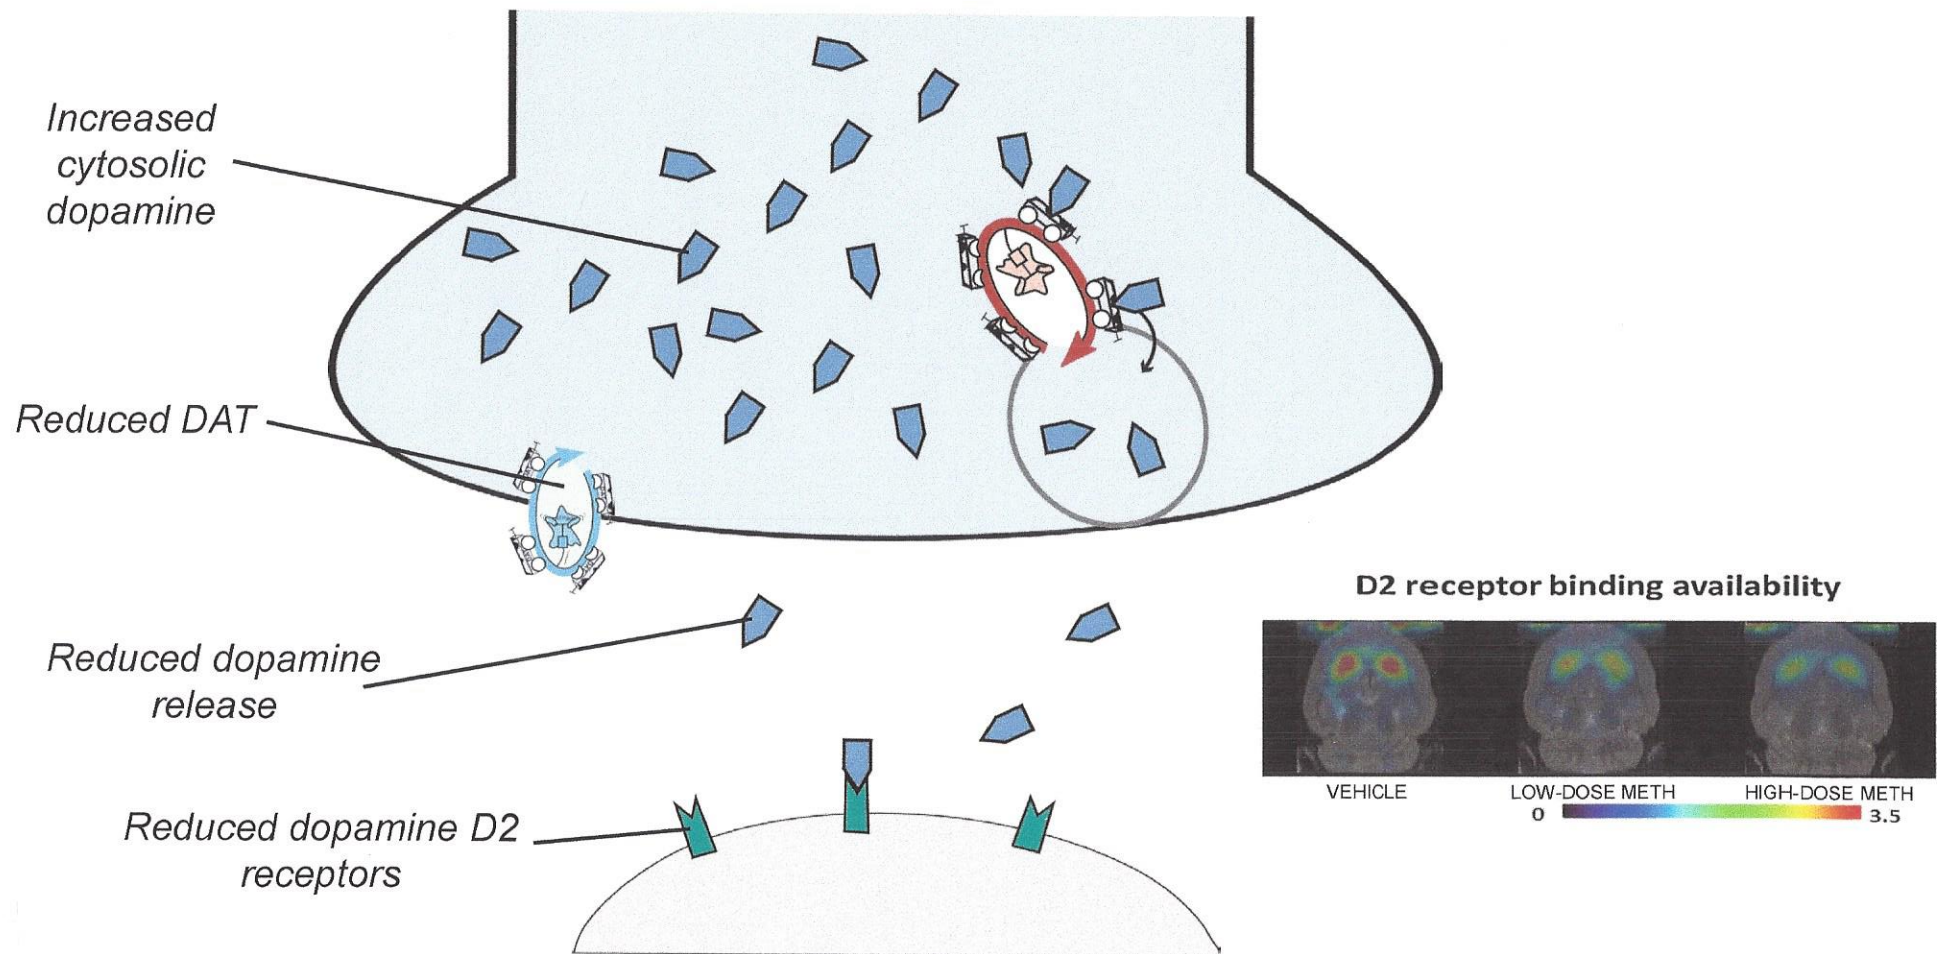 Increased
cytosolic
dopamine
Reduced DAT
Reduced dopamine
release
Reduced dopamine D2
receptors
D2 receptor binding availability
VEHICLE
LOW-DOSE METH
HIGH-DOSE METH
0
3.5